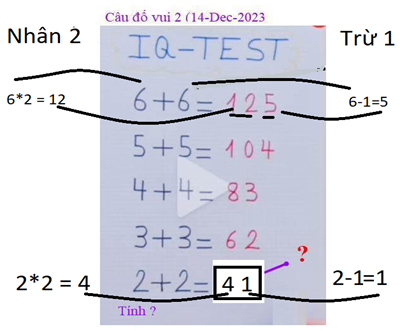 Câu đố vui 2 (14-Dec-2023
Nhân 2
IQ-TEST
Trừ 1
6*2 = 12
6+6= 125
6-1=5
5+5= 104
4+4= 83
3+3= 62
?
2*2 = 4
2+2= 41
2-1=1
Tính ?